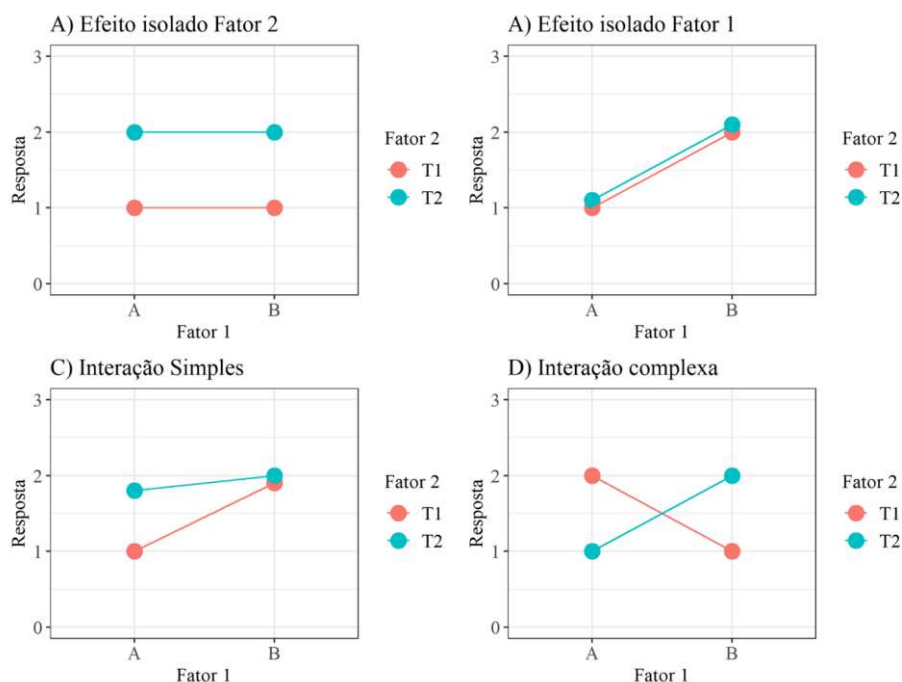 A) Efeito isolado Fator 2
3
2
1
0
Resposta
A B
Fator 1
Fator 2
T1
T2
A) Efeito isolado Fator 1
3
2
1
0
Resposta
A B
Fator 1
Fator 2
T1
T2
C) Interação Simples
3
2
1
0
Resposta
A B
Fator 1
Fator 2
T1
T2
D) Interação complexa
3
2
1
0
Resposta
A B
Fator 1
Fator 2
T1
T2